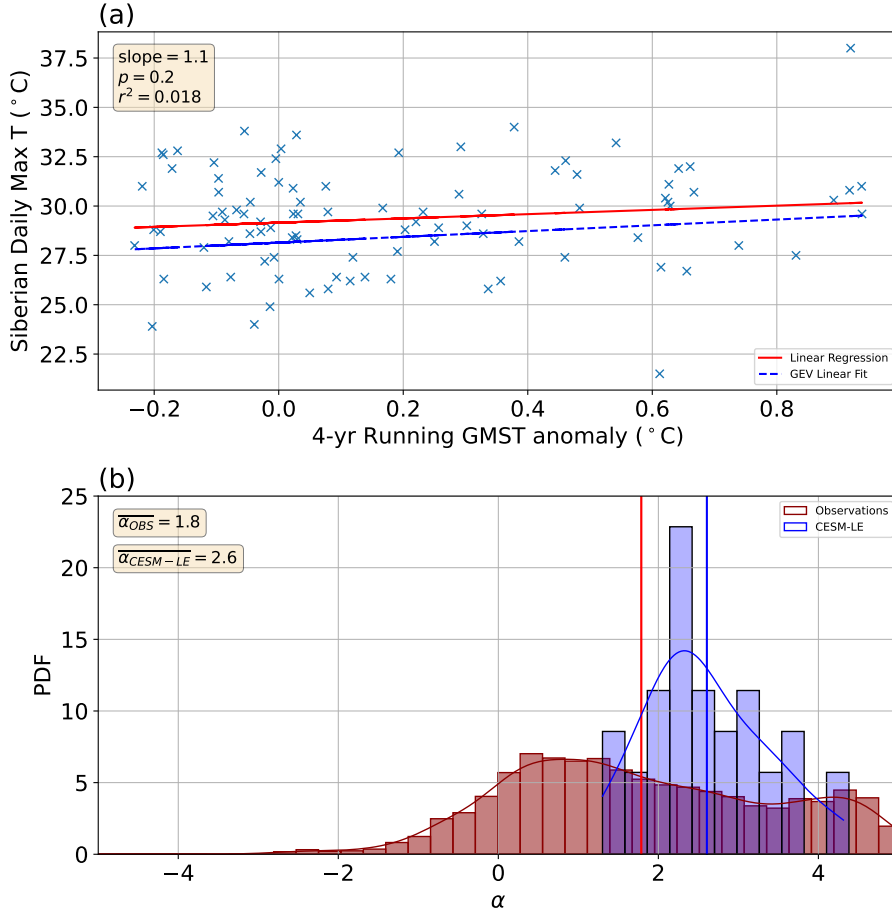 (a)
slope = 1.1
p = 0.2
r² = 0.018
Siberian Daily Max T (°C)
37.5
35.0
32.5
30.0
27.5
25.0
22.5
Linear Regression
GEV Linear Fit
−0.2 0.0 0.2 0.4 0.6 0.8
4-yr Running GMST anomaly (°C)
(b)
α_OBS = 1.8
α_CESM−LE = 2.6
Observations
CESM-LE
PDF
25
20
15
10
5
0
−4 −2 0 2 4
α